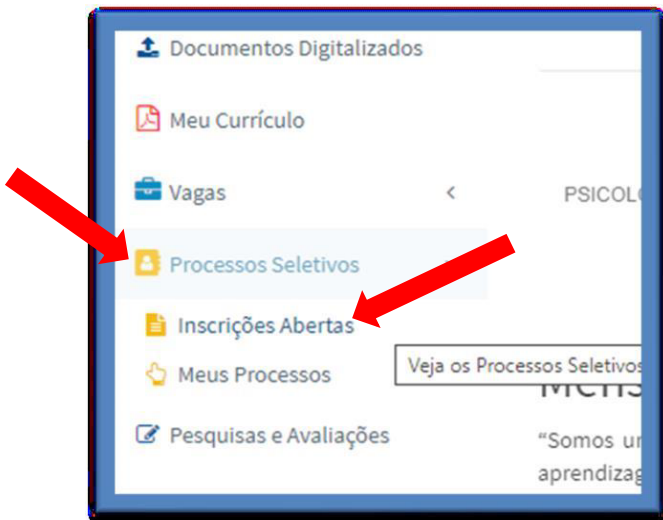 Documentos Digitalizados
Meu Currículo
Vagas
PSICOL
Processos Seletivos
Inscrições Abertas
Meus Processos
Veja os Processos Seletivos
Pesquisas e Avaliações
“Somos
aprendizag